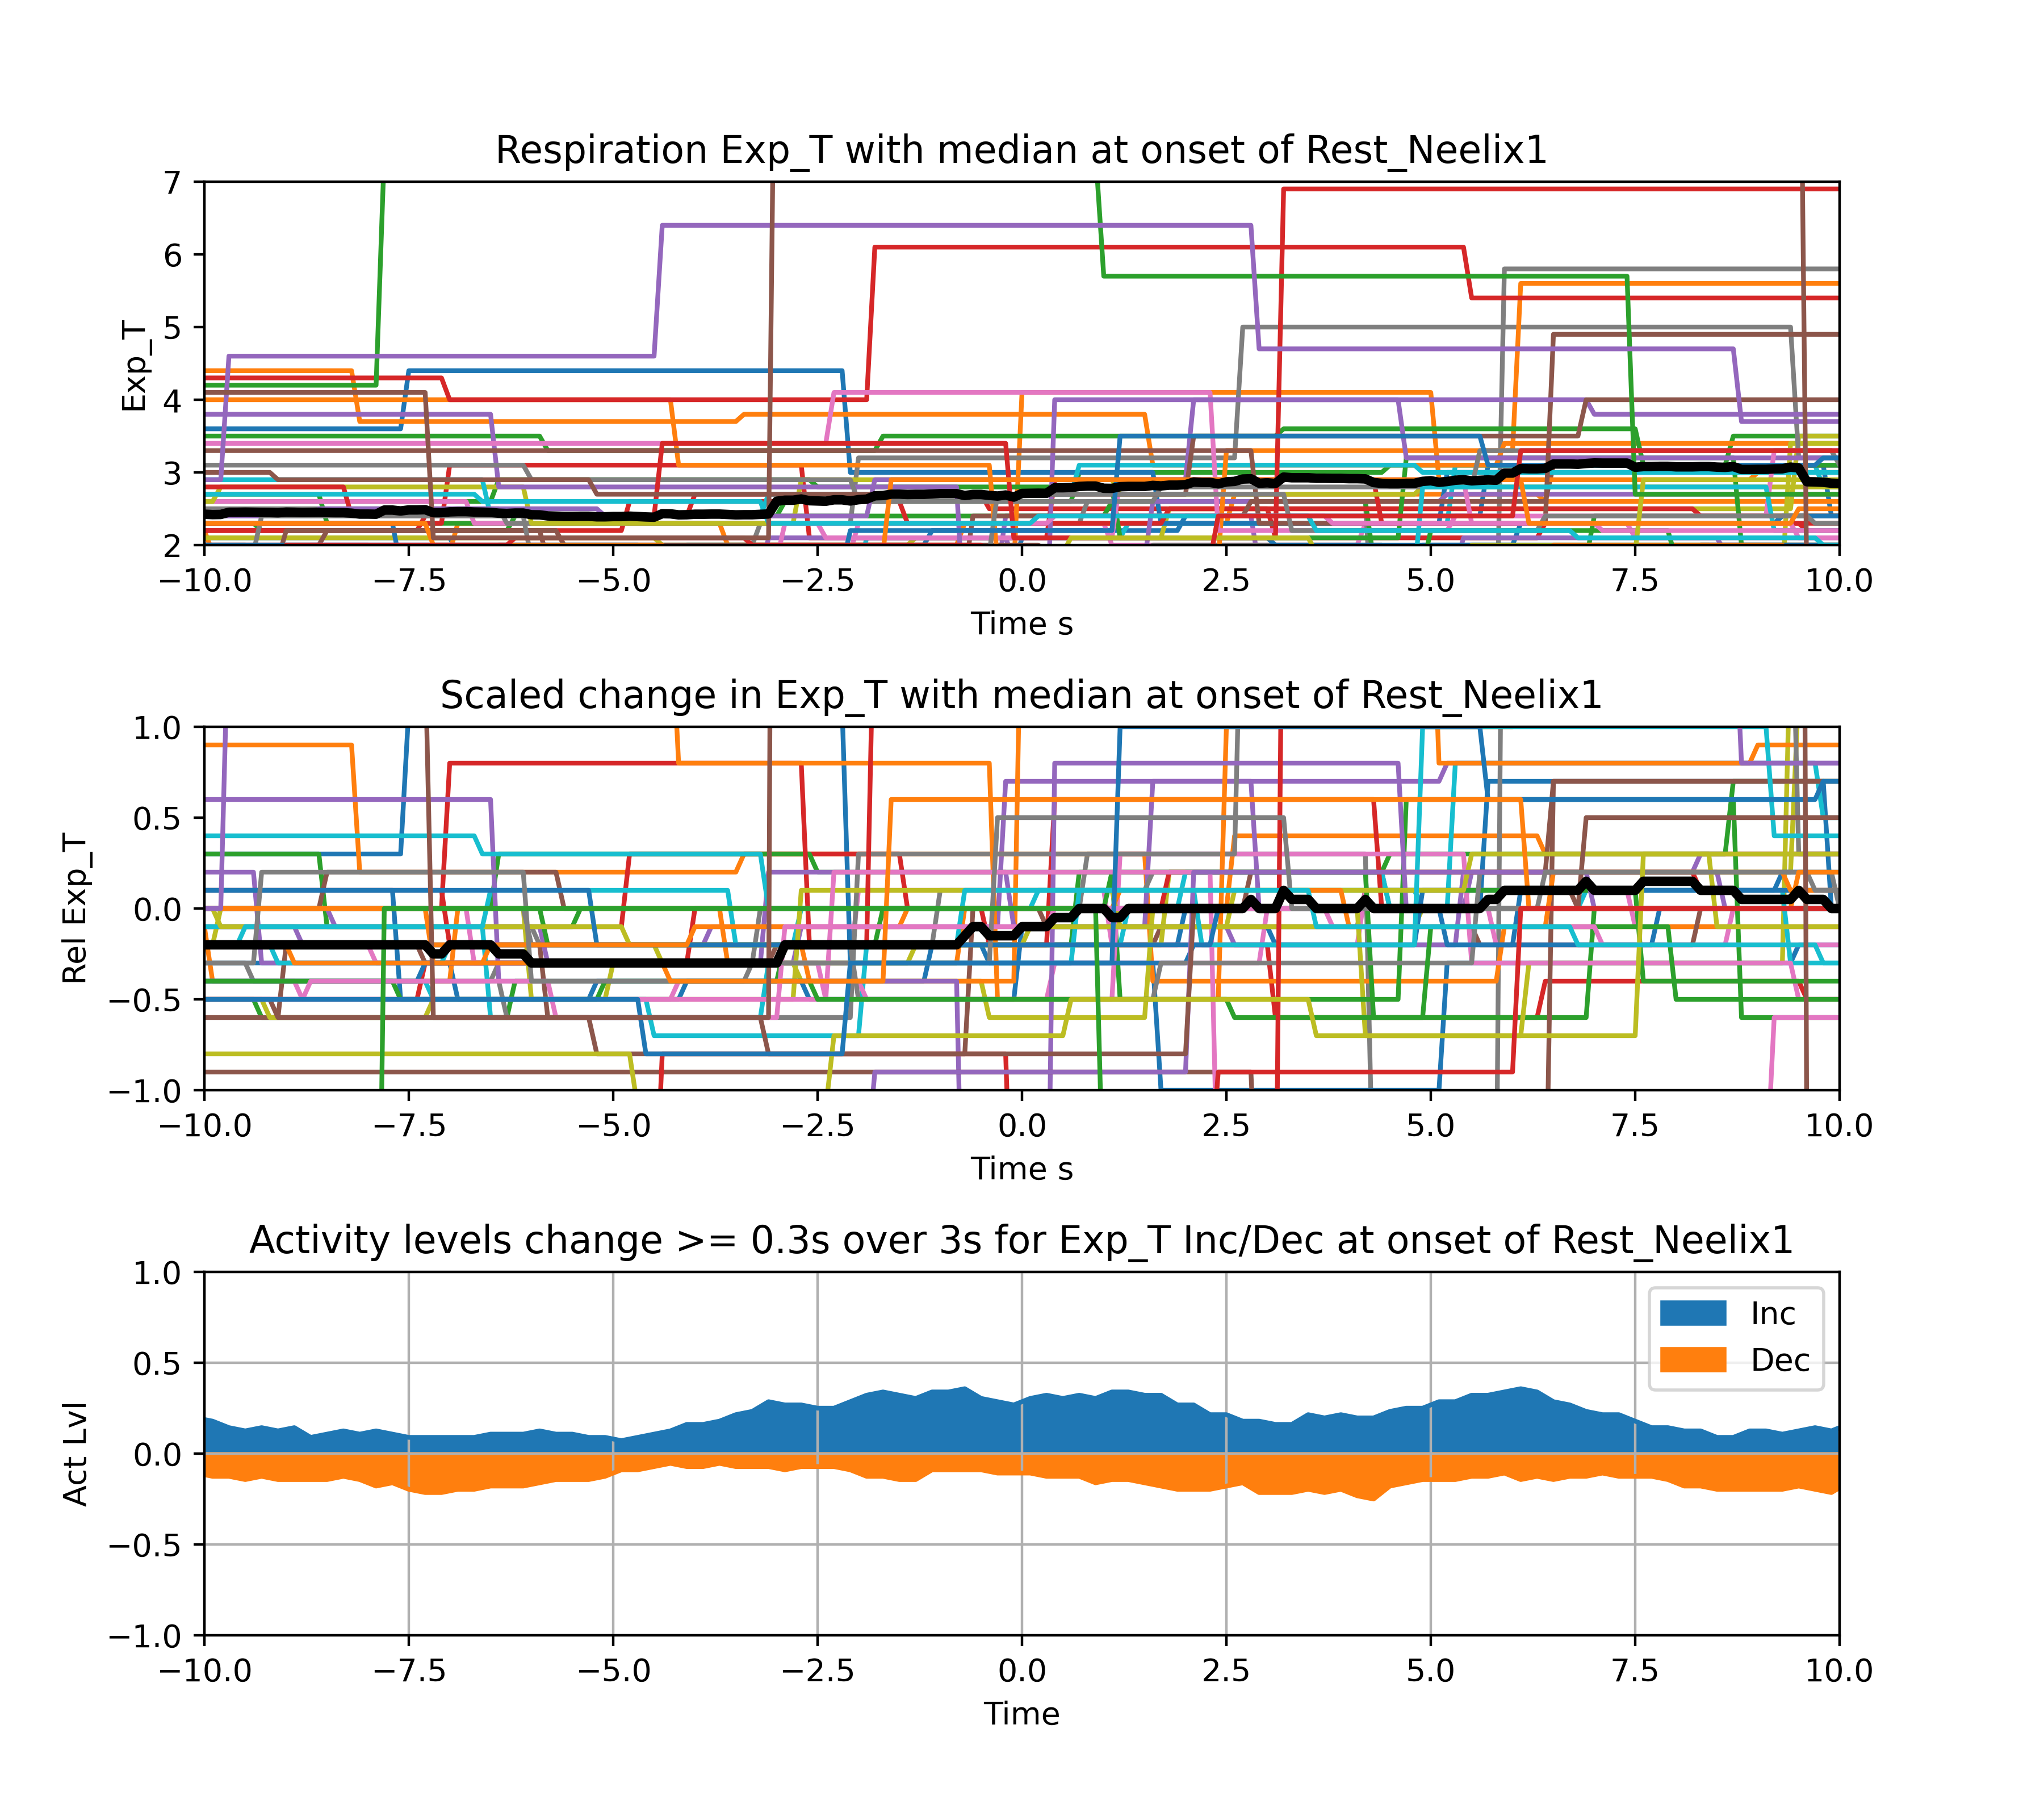 Respiration Exp_T with median at onset of Rest_Neelix1
7
6
5
4
3
2
Exp_T
−10.0 −7.5 −5.0 −2.5 0.0 2.5 5.0 7.5 10.0
Time s
Scaled change in Exp_T with median at onset of Rest_Neelix1
1.0
0.5
0.0
−0.5
−1.0
Rel Exp_T
−10.0 −7.5 −5.0 −2.5 0.0 2.5 5.0 7.5 10.0
Time s
Activity levels change >= 0.3s over 3s for Exp_T Inc/Dec at onset of Rest_Neelix1
1.0
0.5
0.0
−0.5
−1.0
Act Lvl
Inc
Dec
−10.0 −7.5 −5.0 −2.5 0.0 2.5 5.0 7.5 10.0
Time